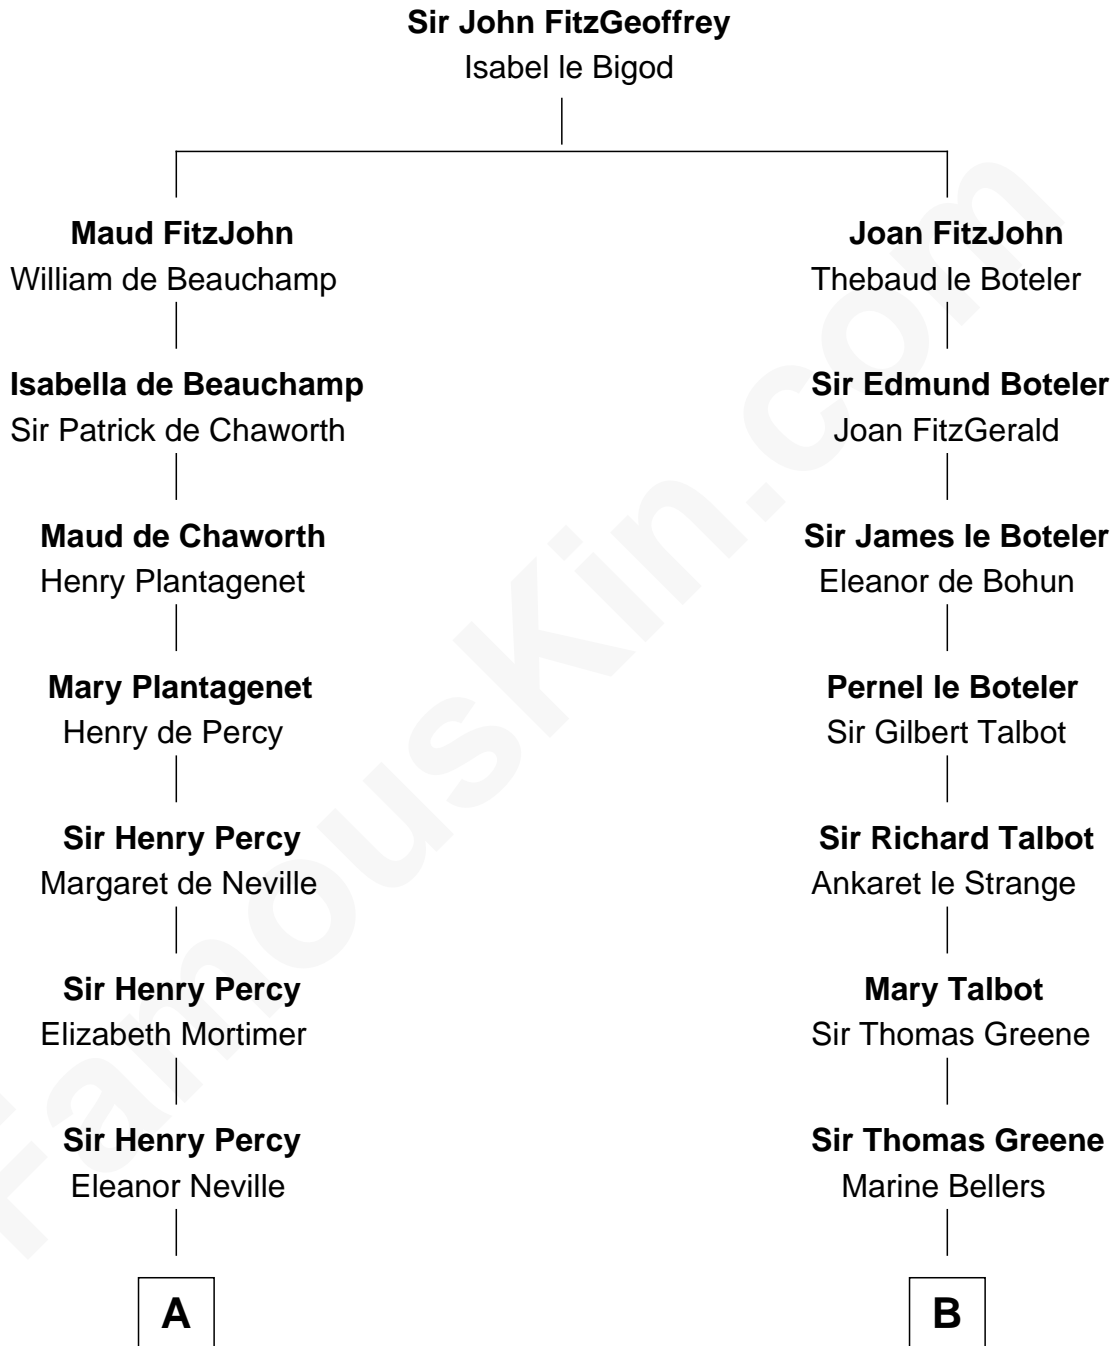 Sir John FitzGeoffrey
Isabel le Bigod
Maud FitzJohn
William de Beauchamp
Joan FitzJohn
Thebaud le Boteler
Isabella de Beauchamp
Sir Patrick de Chaworth
Sir Edmund Boteler
Joan FitzGerald
Maud de Chaworth
Henry Plantagenet
Sir James le Boteler
Eleanor de Bohun
Mary Plantagenet
Henry de Percy
Pernel le Boteler
Sir Gilbert Talbot
Sir Henry Percy
Margaret de Neville
Sir Richard Talbot
Ankaret le Strange
Sir Henry Percy
Elizabeth Mortimer
Mary Talbot
Sir Thomas Greene
Sir Henry Percy
Eleanor Neville
Sir Thomas Greene
Marine Bellers
A
B
FamousKin.com